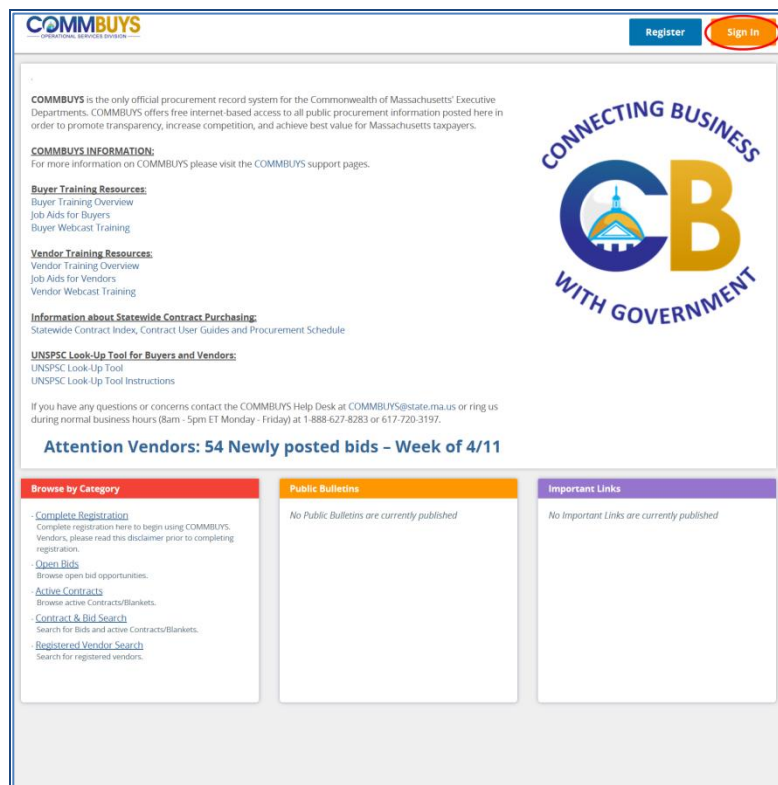 COMMBUYS
OPERATIONAL SERVICES DIVISION
Register
Sign In
COMMBUYS is the only official procurement record system for the Commonwealth of Massachusetts' Executive
Departments. COMMBUYS offers free internet-based access to all public procurement information posted here in
order to promote transparency, increase competition, and achieve best value for Massachusetts taxpayers.
COMMBUYS INFORMATION:
For more information on COMMBUYS please visit the COMMBUYS support pages.
Buyer Training Resources:
Buyer Training Overview
Job Aids for Buyers
Buyer Webcast Training
Vendor Training Resources:
Vendor Training Overview
Job Aids for Vendors
Vendor Webcast Training
Information about Statewide Contract Purchasing:
Statewide Contract Index, Contract User Guides and Procurement Schedule
UNSPSC Look-Up Tool for Buyers and Vendors:
UNSPSC Look-Up Tool
UNSPSC Look-Up Tool Instructions
If you have any questions or concerns contact the COMMBUYS Help Desk at COMMBUYS@state.ma.us or ring us
during normal business hours (8am - 5pm ET Monday - Friday) at 1-888-627-8283 or 617-720-3197.
Attention Vendors: 54 Newly posted bids – Week of 4/11
CONNECTING BUSINESS
CB
WITH GOVERNMENT
Browse by Category
- Complete Registration
Complete registration here to begin using COMMBUYS.
Vendors, please read this disclaimer prior to completing
registration.
- Open Bids
Browse open bid opportunities.
- Active Contracts
Browse active Contracts/Blankets.
- Contract & Bid Search
Search for Bids and active Contracts/Blankets.
- Registered Vendor Search
Search for registered vendors.
Public Bulletins
No Public Bulletins are currently published
Important Links
No Important Links are currently published